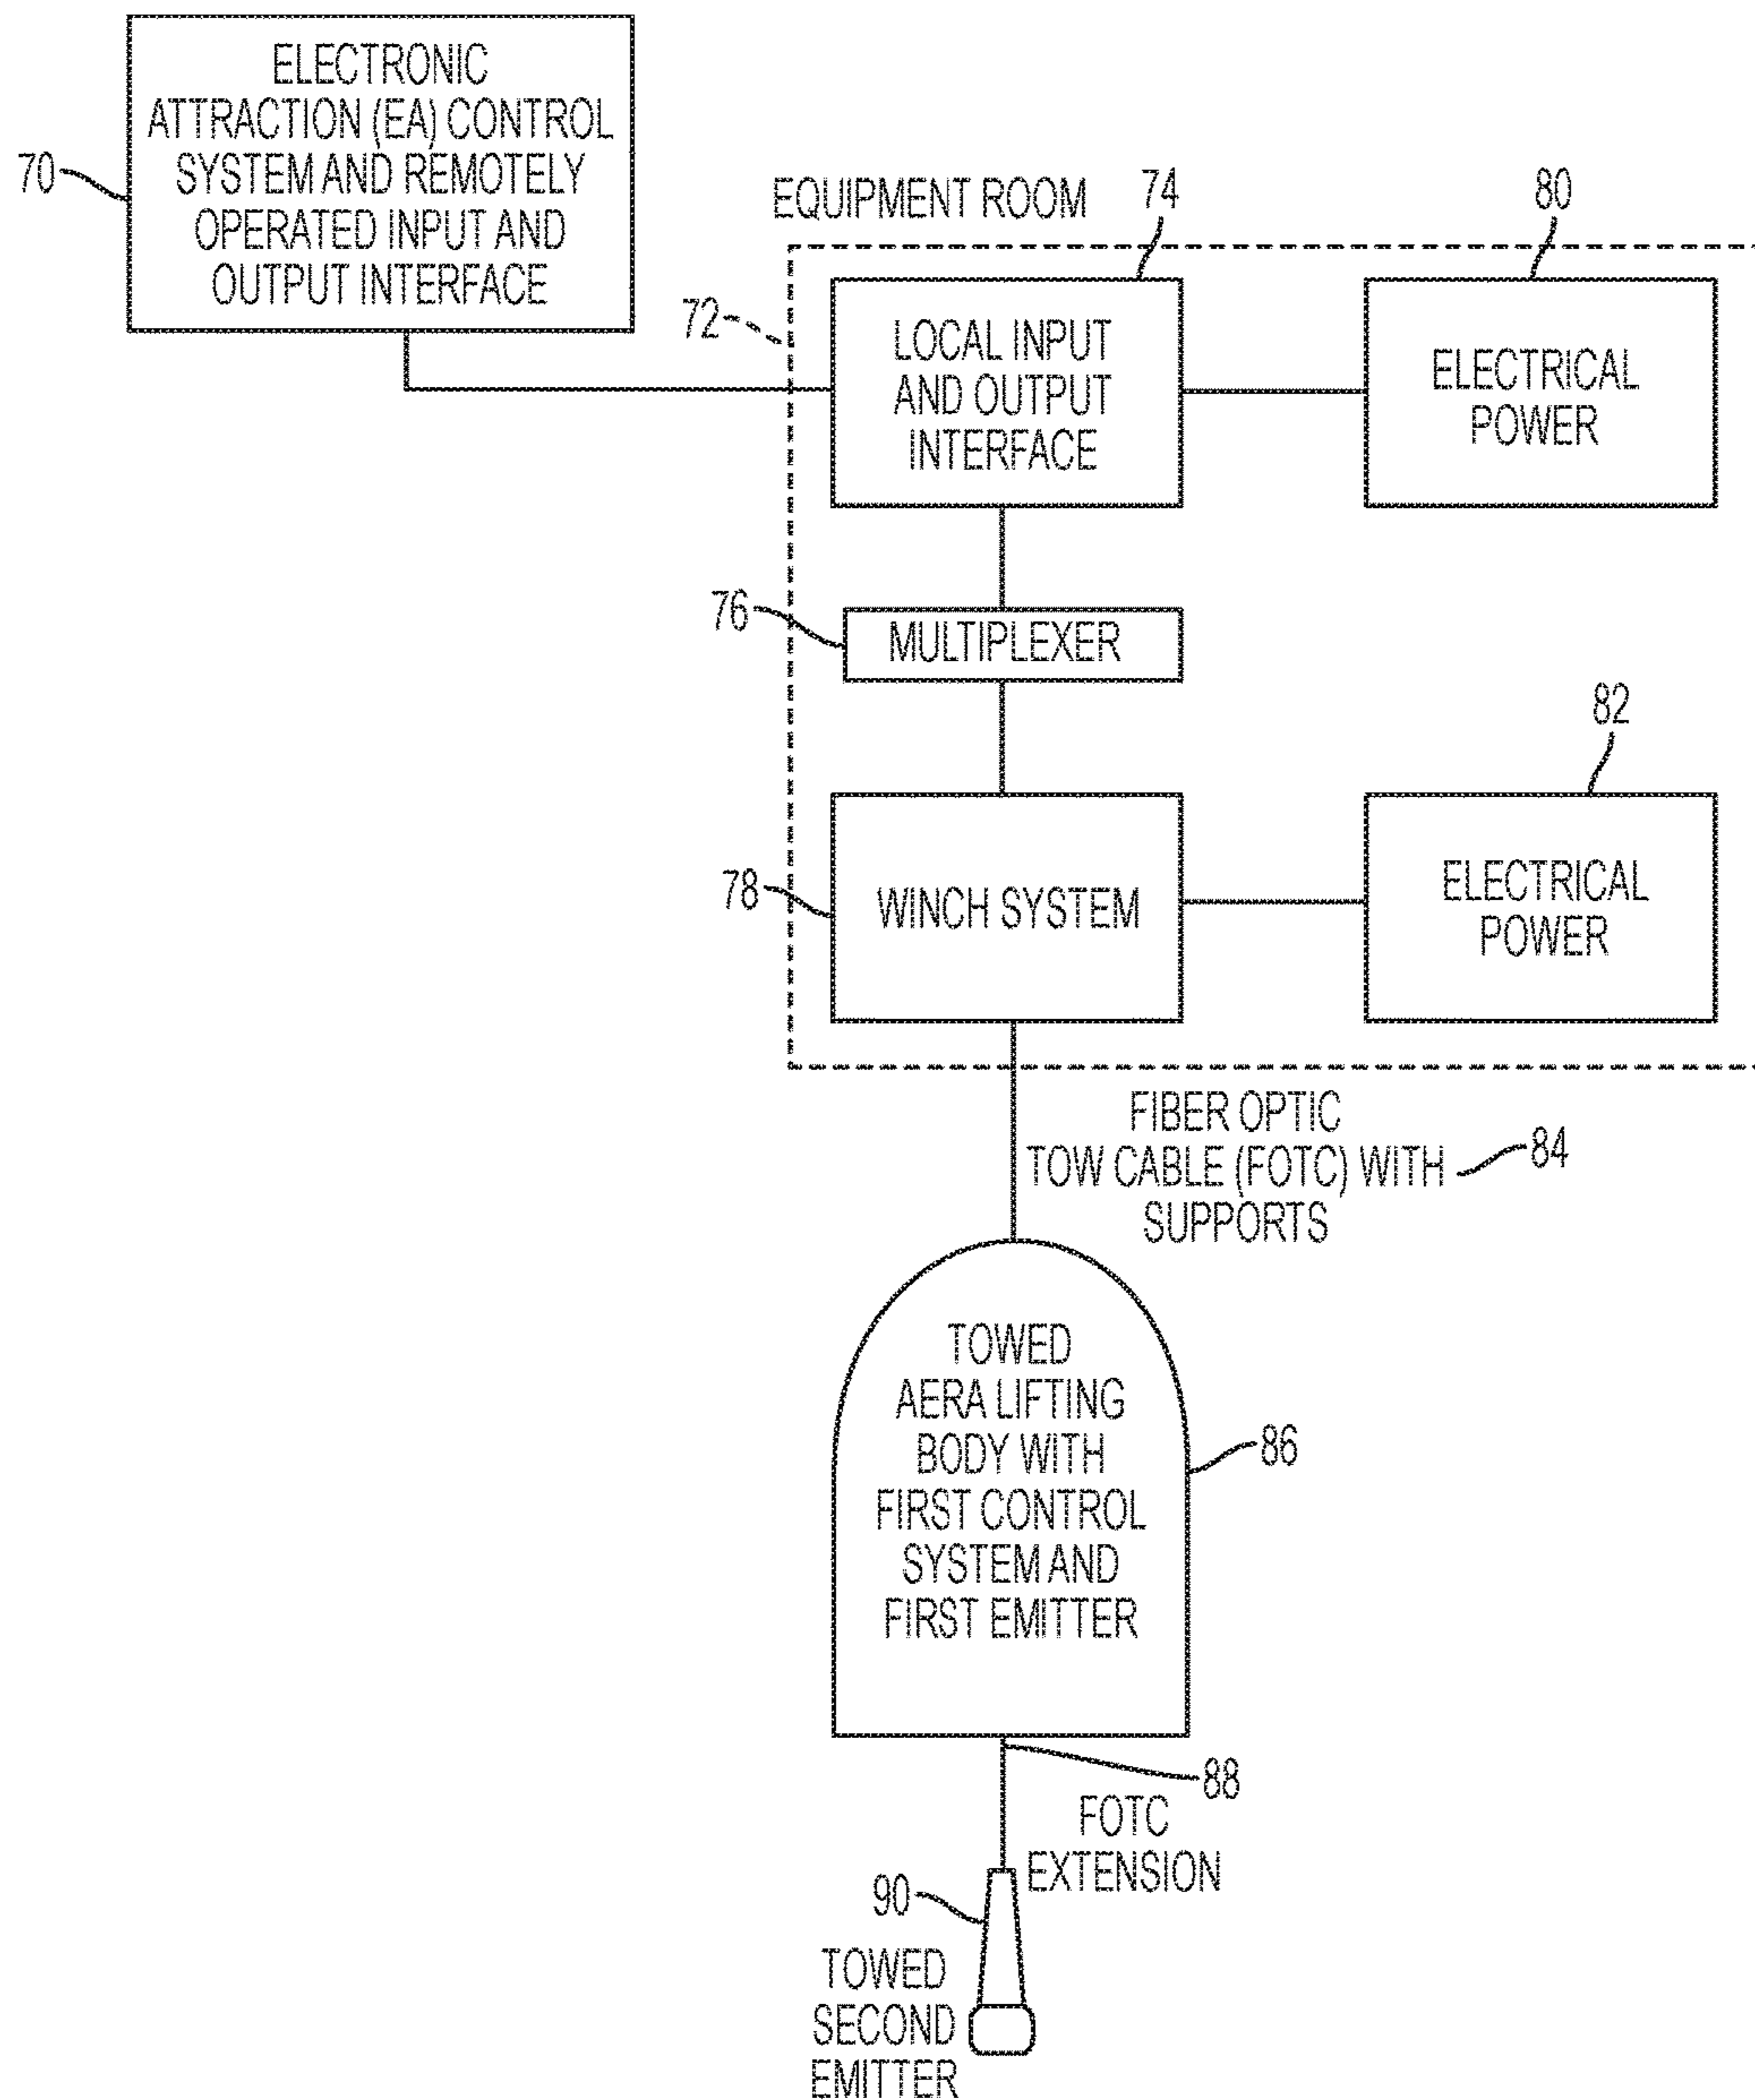 ELECTRONIC
ATTRACTION (EA) CONTROL
SYSTEM AND REMOTELY
OPERATED INPUT AND
OUTPUT INTERFACE
70
EQUIPMENT ROOM
74
80
72
LOCAL INPUT
AND OUTPUT
INTERFACE
ELECTRICAL
POWER
76
MULTIPLEXER
82
78
WINCH SYSTEM
ELECTRICAL
POWER
FIBER OPTIC
TOW CABLE (FOTC) WITH
SUPPORTS
84
TOWED
AERA LIFTING
BODY WITH
FIRST CONTROL
SYSTEM AND
FIRST EMITTER
86
88
FOTC
EXTENSION
90
TOWED
SECOND
EMITTER